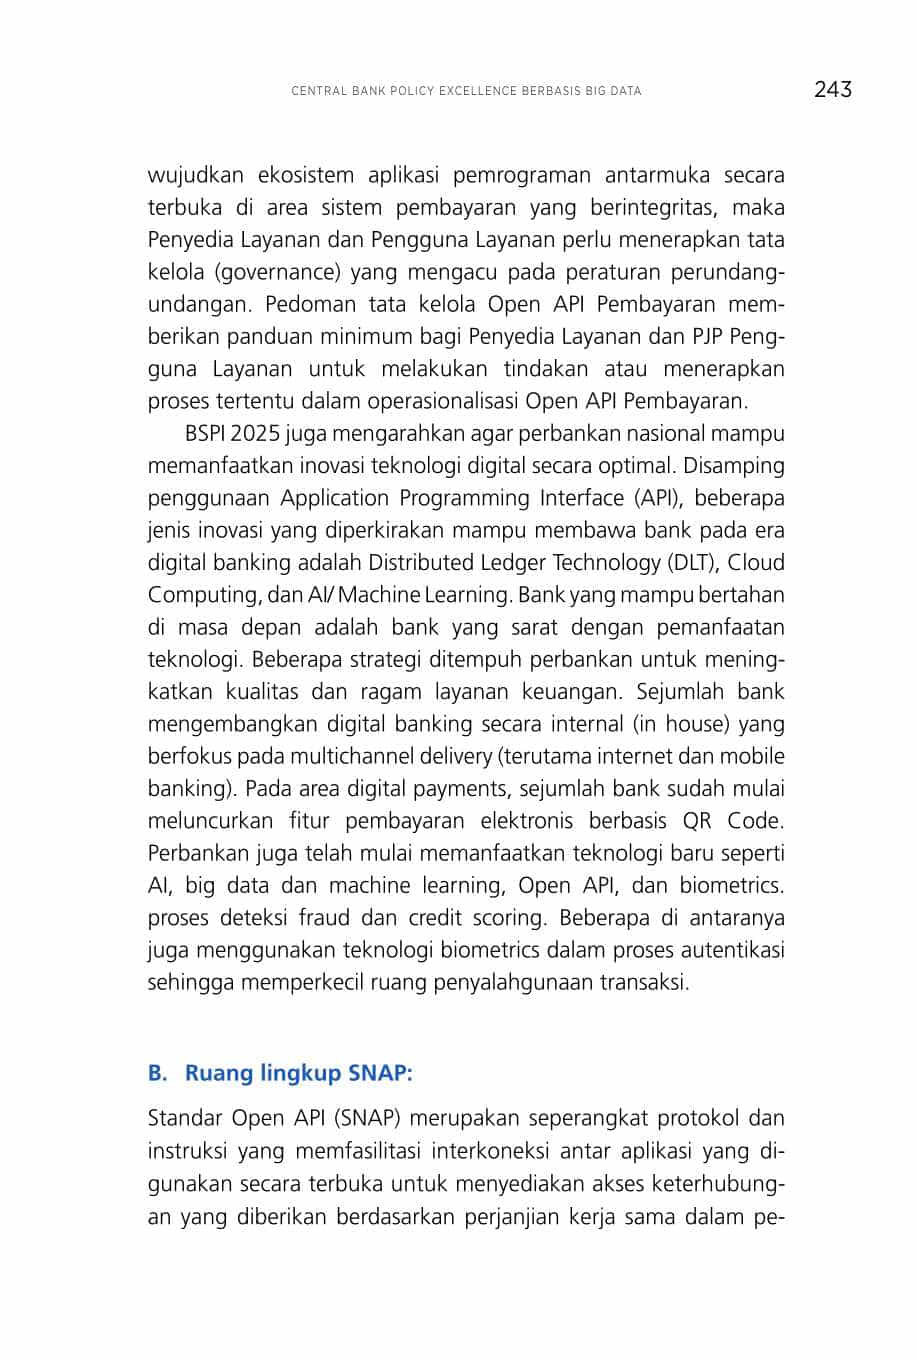 CENTRAL BANK POLICY EXCELLENCE BERBASIS BIG DATA
243
wujudkan ekosistem aplikasi pemrograman antarmuka secara
terbuka di area sistem pembayaran yang berintegritas, maka
Penyedia Layanan dan Pengguna Layanan perlu menerapkan tata
kelola (governance) yang mengacu pada peraturan perundang-
undangan. Pedoman tata kelola Open API Pembayaran mem-
berikan panduan minimum bagi Penyedia Layanan dan PJP Peng-
guna Layanan untuk melakukan tindakan atau menerapkan
proses tertentu dalam operasionalisasi Open API Pembayaran.
BSPI 2025 juga mengarahkan agar perbankan nasional mampu
memanfaatkan inovasi teknologi digital secara optimal. Disamping
penggunaan Application Programming Interface (API), beberapa
jenis inovasi yang diperkirakan mampu membawa bank pada era
digital banking adalah Distributed Ledger Technology (DLT), Cloud
Computing, dan AI/ Machine Learning. Bank yang mampu bertahan
di masa depan adalah bank yang sarat dengan pemanfaatan
teknologi. Beberapa strategi ditempuh perbankan untuk mening-
katkan kualitas dan ragam layanan keuangan. Sejumlah bank
mengembangkan digital banking secara internal (in house) yang
berfokus pada multichannel delivery (terutama internet dan mobile
banking). Pada area digital payments, sejumlah bank sudah mulai
meluncurkan fitur pembayaran elektronis berbasis QR Code.
Perbankan juga telah mulai memanfaatkan teknologi baru seperti
AI, big data dan machine learning, Open API, dan biometrics.
proses deteksi fraud dan credit scoring. Beberapa di antaranya
juga menggunakan teknologi biometrics dalam proses autentikasi
sehingga memperkecil ruang penyalahgunaan transaksi.
B. Ruang lingkup SNAP:
Standar Open API (SNAP) merupakan seperangkat protokol dan
instruksi yang memfasilitasi interkoneksi antar aplikasi yang di-
gunakan secara terbuka untuk menyediakan akses keterhubung-
an yang diberikan berdasarkan perjanjian kerja sama dalam pe-